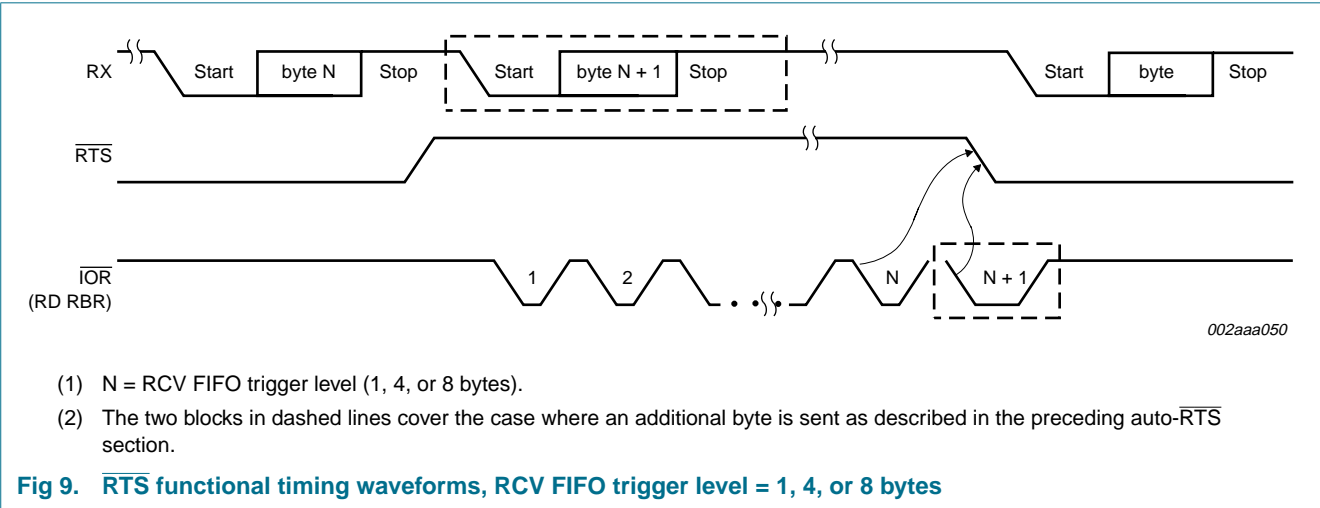 RX Start byte N Stop Start byte N + 1 Stop Start byte Stop
RTS
IOR
(RD RBR)
1 2 N N + 1
002aaa050
(1) N = RCV FIFO trigger level (1, 4, or 8 bytes).
(2) The two blocks in dashed lines cover the case where an additional byte is sent as described in the preceding auto-RTS
section.
Fig 9. RTS functional timing waveforms, RCV FIFO trigger level = 1, 4, or 8 bytes